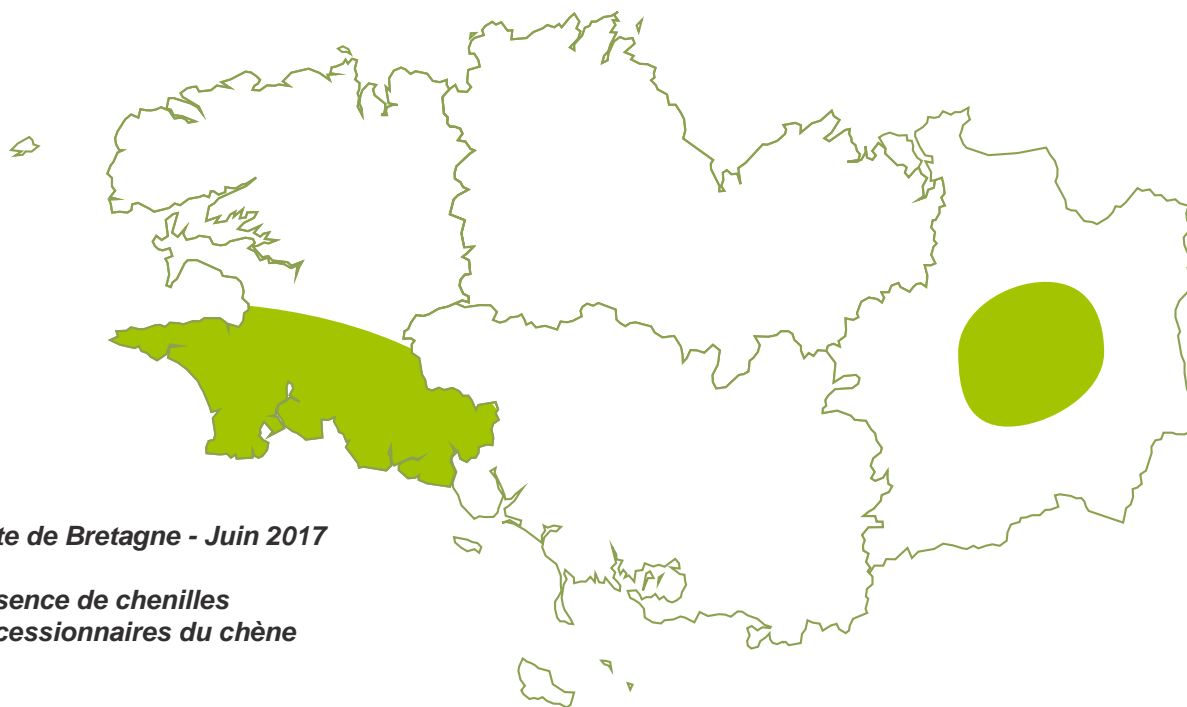 te de Bretagne - Juin 2017
sence de chenilles
cessionnaires du chène